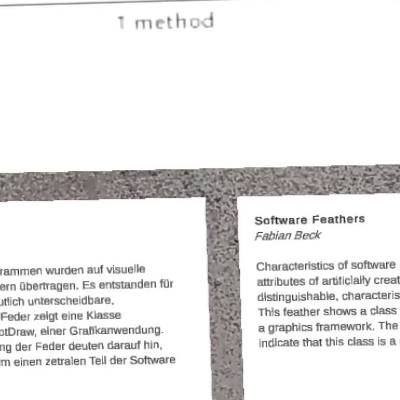 1 method
rammen wurden auf visuelle
ern übertragen. Es entstanden für
utlich unterscheidbare,
Feder zeigt eine Klasse
otDraw, einer Grafikanwendung.
ng der Feder deuten darauf hin,
m einen zetralen Teil der Software
Software Feathers
Fabian Beck
Characteristics of software
attributes of artificially creat
distinguishable, characteris
This feather shows a class
a graphics framework. The
indicate that this class is a